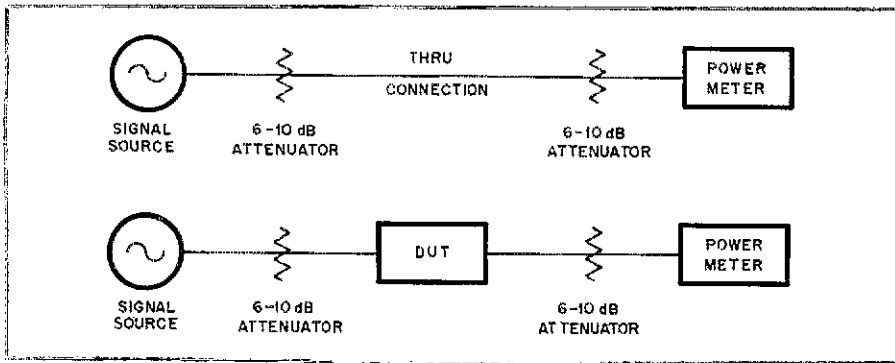 THRU
CONNECTION
POWER
METER
SIGNAL
SOURCE
6-10 dB
ATTENUATOR
6-10 dB
ATTENUATOR
DUT
POWER
METER
SIGNAL
SOURCE
6-10 dB
ATTENUATOR
6-10 dB
ATTENUATOR